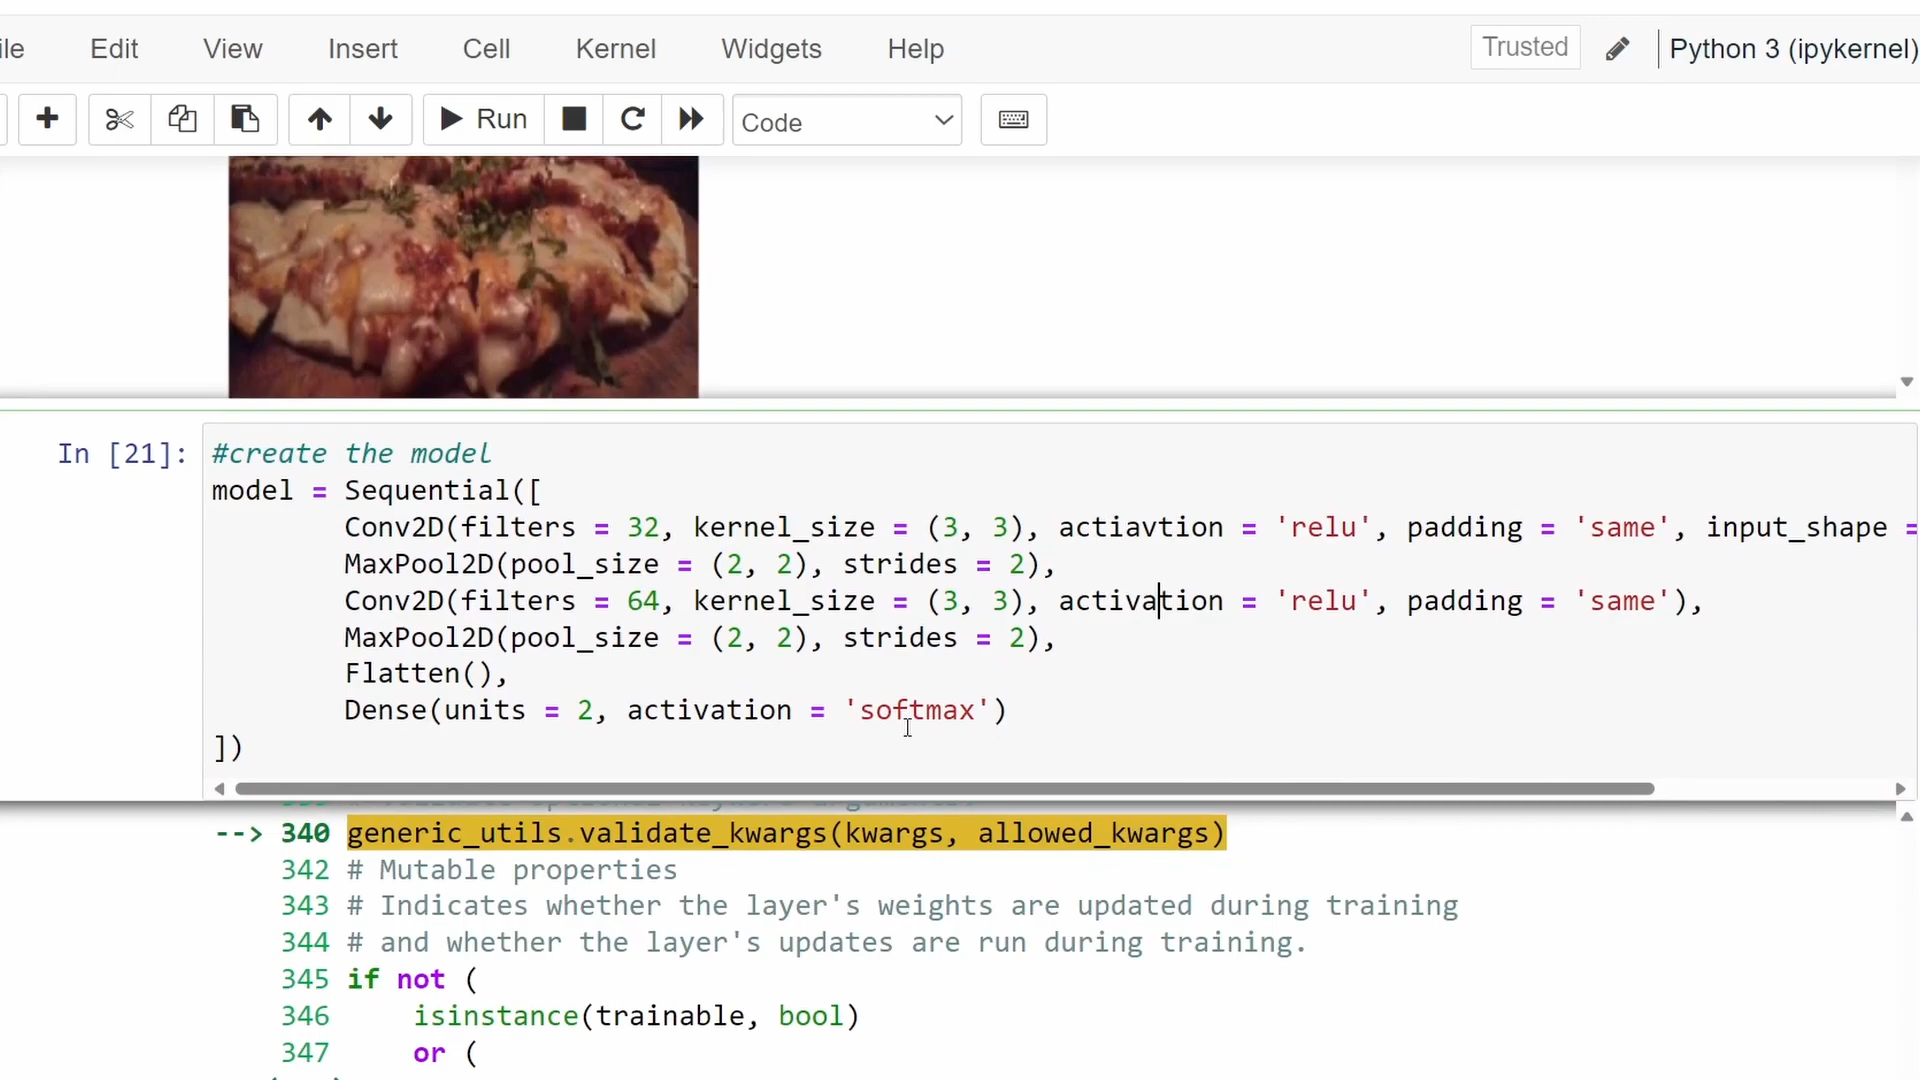 ile Edit View Insert Cell Kernel Widgets Help Trusted Python 3 (ipykernel)
Run Code
In [21]:
#create the model
model = Sequential([
Conv2D(filters = 32, kernel_size = (3, 3), actiavtion = 'relu', padding = 'same', input_shape =
MaxPool2D(pool_size = (2, 2), strides = 2),
Conv2D(filters = 64, kernel_size = (3, 3), activation = 'relu', padding = 'same'),
MaxPool2D(pool_size = (2, 2), strides = 2),
Flatten(),
Dense(units = 2, activation = 'softmax')
])
--> 340 generic_utils.validate_kwargs(kwargs, allowed_kwargs)
342 # Mutable properties
343 # Indicates whether the layer's weights are updated during training
344 # and whether the layer's updates are run during training.
345 if not (
346 isinstance(trainable, bool)
347 or (